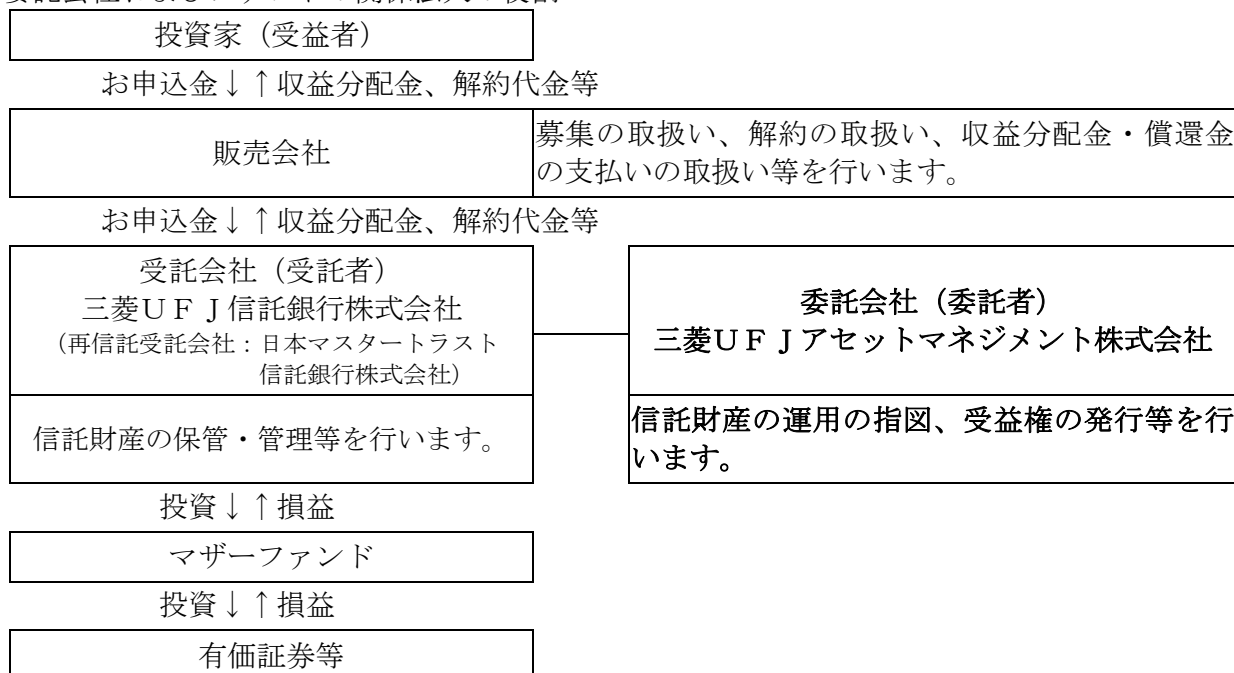 投資家（受益者）
お申込金↓↑収益分配金、解約代金等
販売会社
募集の取扱い、解約の取扱い、収益分配金・償還金
の支払いの取扱い等を行います。
お申込金↓↑収益分配金、解約代金等
受託会社（受託者）
三菱ＵＦＪ信託銀行株式会社
（再信託受託会社：日本マスタートラスト
信託銀行株式会社）
委託会社（委託者）
三菱ＵＦＪアセットマネジメント株式会社
信託財産の保管・管理等を行います。
信託財産の運用の指図、受益権の発行等を行
います。
投資↓↑損益
マザーファンド
投資↓↑損益
有価証券等